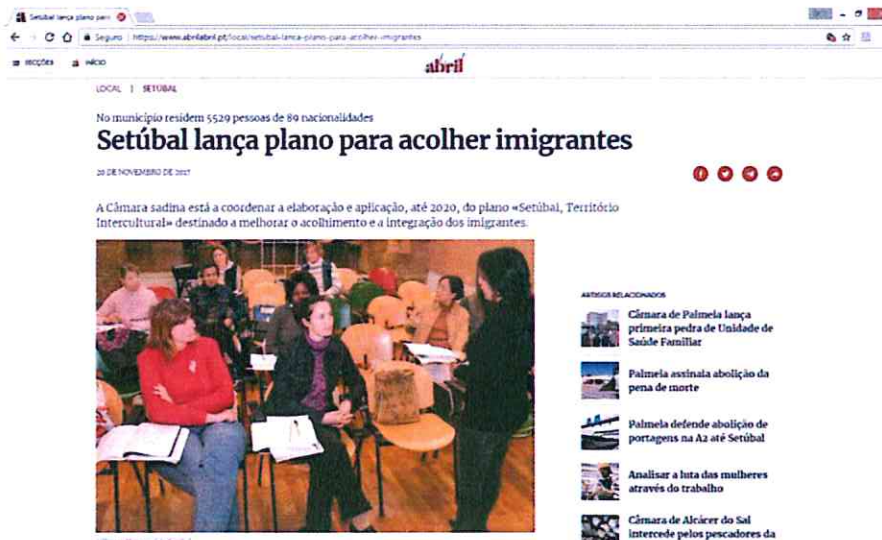 Setúbal lança plano para
Seguro | https://www.abrilabril.pt/local/setubal-lanca-plano-para-acolher-imigrantes
SECÇÕES INÍCIO
abril
LOCAL | SETÚBAL
No município residem 5529 pessoas de 89 nacionalidades
Setúbal lança plano para acolher imigrantes
20 DE NOVEMBRO DE 2017
A Câmara sadina está a coordenar a elaboração e aplicação, até 2020, do plano «Setúbal, Território
Intercultural» destinado a melhorar o acolhimento e a integração dos imigrantes.
ARTIGOS RELACIONADOS
Câmara de Palmela lança
primeira pedra de Unidade de
Saúde Familiar
Palmela assinala abolição da
pena de morte
Palmela defende abolição de
portagens na A2 até Setúbal
Analisar a luta das mulheres
através do trabalho
Câmara de Alcácer do Sal
intercede pelos pescadores da